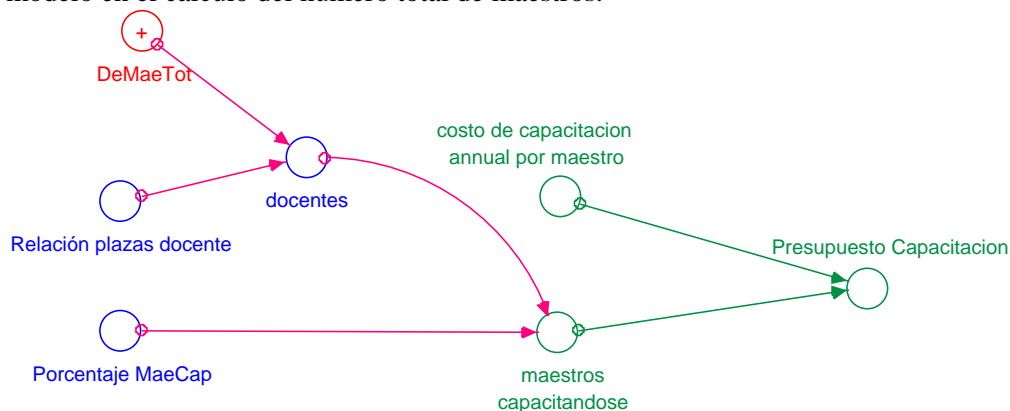 modelo en el cálculo del número total de maestros.
+
DeMaeTot
costo de capacitacion
annual por maestro
docentes
Relación plazas docente
Presupuesto Capacitacion
Porcentaje MaeCap
maestros
capacitandose